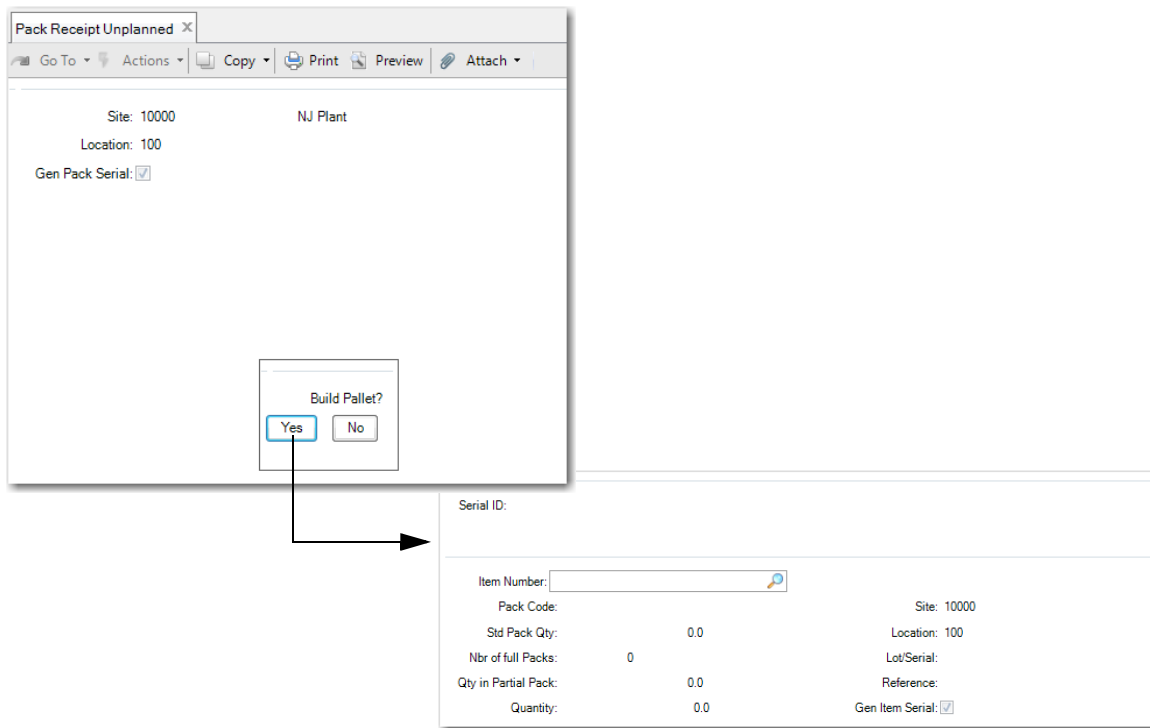 Pack Receipt Unplanned
Go To Actions Copy Print Preview Attach
Site: 10000 NJ Plant
Location: 100
Gen Pack Serial:
Build Pallet?
Yes No
Serial ID:
Item Number:
Pack Code: Site: 10000
Std Pack Qty: 0.0 Location: 100
Nbr of full Packs: 0 Lot/Serial:
Qty in Partial Pack: 0.0 Reference:
Quantity: 0.0 Gen Item Serial: